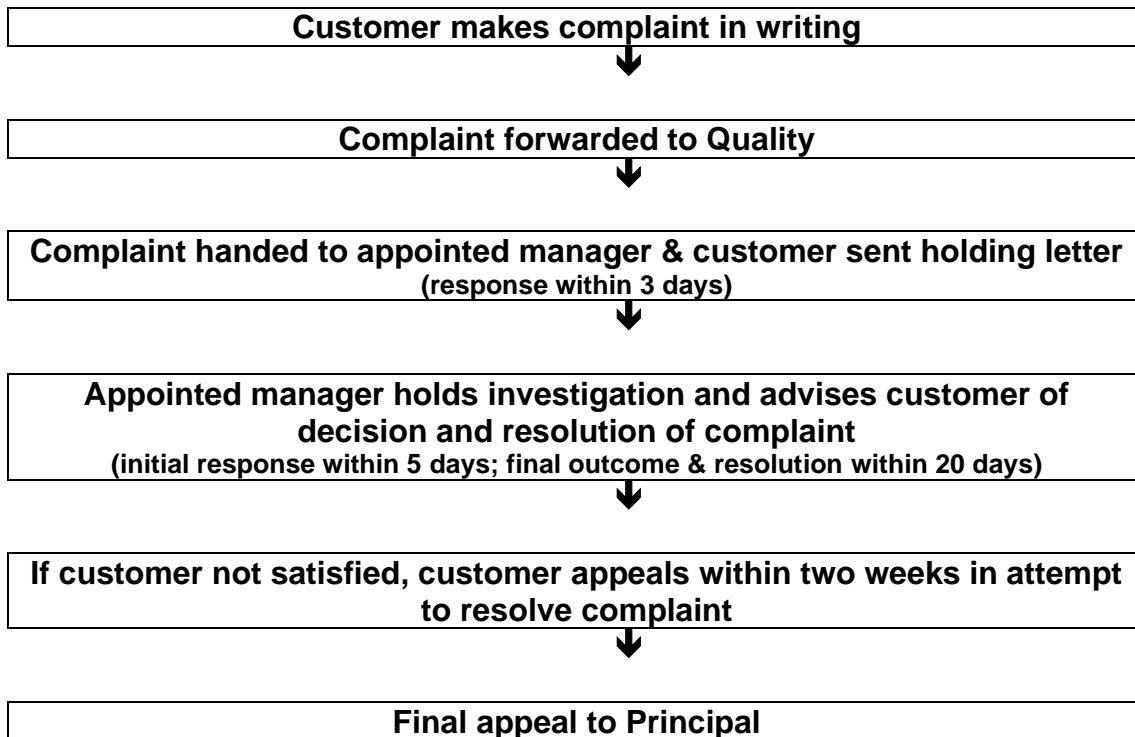 Customer makes complaint in writing
Complaint forwarded to Quality
Complaint handed to appointed manager & customer sent holding letter
(response within 3 days)
Appointed manager holds investigation and advises customer of
decision and resolution of complaint
(initial response within 5 days; final outcome & resolution within 20 days)
If customer not satisfied, customer appeals within two weeks in attempt
to resolve complaint
Final appeal to Principal